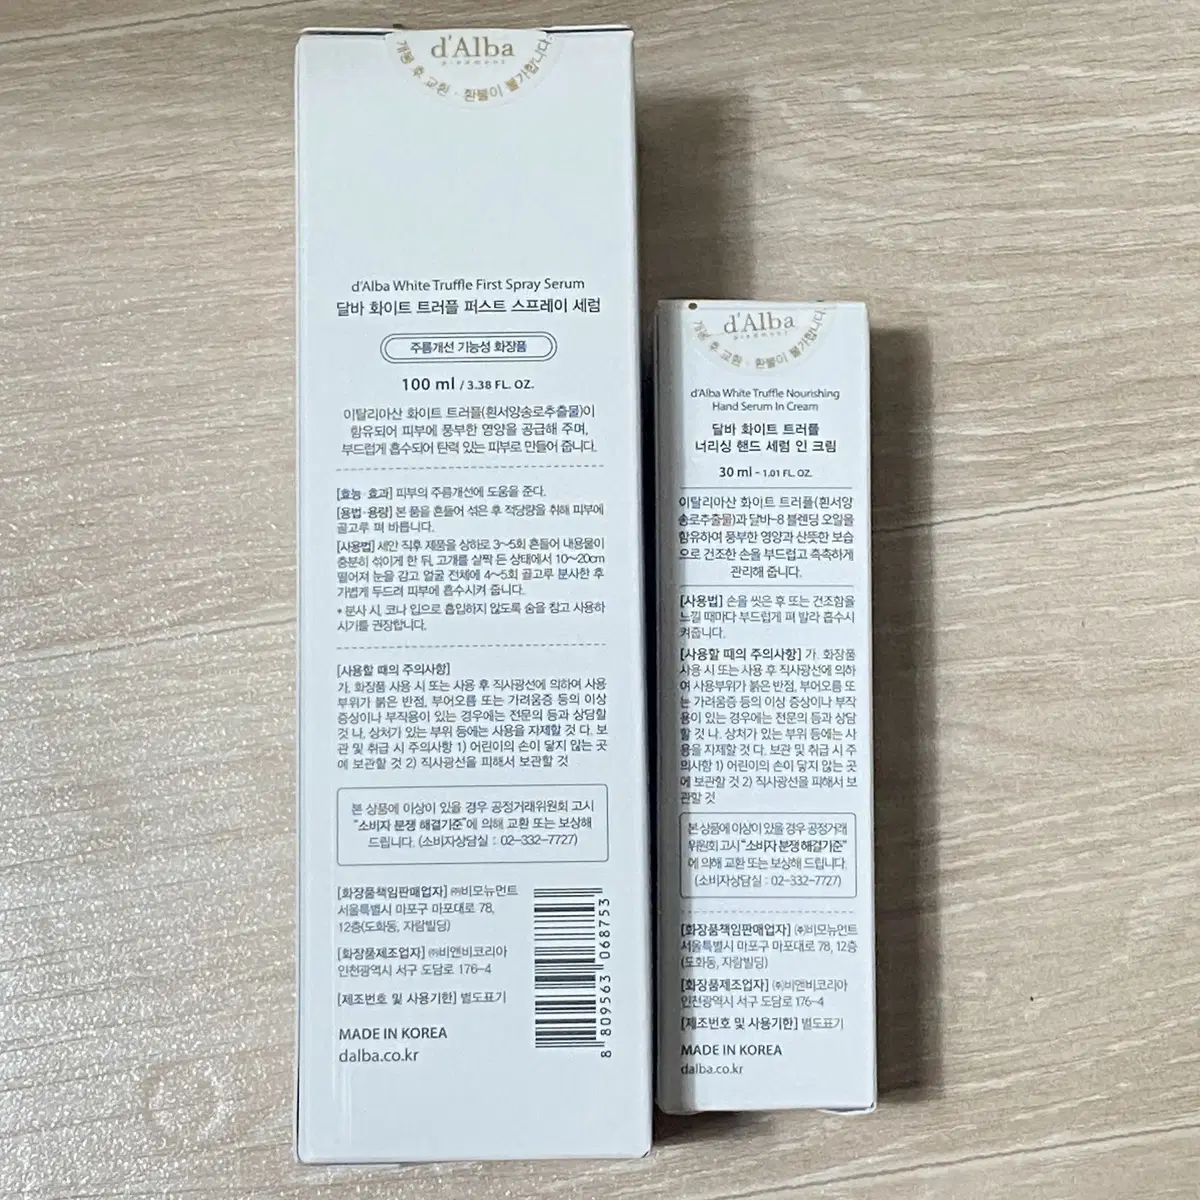 d'Alba
piedmont
개봉 후 교환·환불이 불가합니다.
d'Alba White Truffle First Spray Serum
달바 화이트 트러플 퍼스트 스프레이 세럼
주름개선 기능성 화장품
100 ml / 3.38 FL. OZ.
이탈리아산 화이트 트러플(흰서양송로추출물)이
함유되어 피부에 풍부한 영양을 공급해 주며,
부드럽게 흡수되어 탄력 있는 피부로 만들어 줍니다.
[효능·효과] 피부의 주름개선에 도움을 준다.
[용법·용량] 본 품을 흔들어 섞은 후 적당량을 취해 피부에
골고루 펴 바릅니다.
[사용법] 세안 직후 제품을 상하로 3~5회 흔들어 내용물이
충분히 섞이게 한 뒤, 고개를 살짝 든 상태에서 10~20cm
떨어져 눈을 감고 얼굴 전체에 4~5회 골고루 분사한 후
가볍게 두드려 피부에 흡수시켜 줍니다.
* 분사 시, 코나 입으로 흡입하지 않도록 숨을 참고 사용하
시기를 권장합니다.
[사용할 때의 주의사항]
가. 화장품 사용 시 또는 사용 후 직사광선에 의하여 사용
부위가 붉은 반점, 부어오름 또는 가려움증 등의 이상
증상이나 부작용이 있는 경우에는 전문의 등과 상담할
것 나. 상처가 있는 부위 등에는 사용을 자제할 것 다. 보
관 및 취급 시 주의사항 1) 어린이의 손이 닿지 않는 곳
에 보관할 것 2) 직사광선을 피해서 보관할 것
본 상품에 이상이 있을 경우 공정거래위원회 고시
"소비자 분쟁 해결기준"에 의해 교환 또는 보상해
드립니다. (소비자상담실 : 02-332-7727)
[화장품책임판매업자] ㈜비모뉴먼트
서울특별시 마포구 마포대로 78,
12층(도화동, 자람빌딩)
[화장품제조업자] ㈜비앤비코리아
인천광역시 서구 도담로 176-4
[제조번호 및 사용기한] 별도표기
MADE IN KOREA
dalba.co.kr
8 809563 068753
d'Alba
piedmont
개봉 후 교환·환불이 불가합니다.
d'Alba White Truffle Nourishing
Hand Serum In Cream
달바 화이트 트러플
너리싱 핸드 세럼 인 크림
30 ml - 1.01 FL. OZ.
이탈리아산 화이트 트러플(흰서양
송로추출물)과 달바-8 블렌딩 오일을
함유하여 풍부한 영양과 산뜻한 보습
으로 건조한 손을 부드럽고 촉촉하게
관리해 줍니다.
[사용법] 손을 씻은 후 또는 건조함을
느낄 때마다 부드럽게 펴 발라 흡수시
켜줍니다.
[사용할 때의 주의사항] 가. 화장품
사용 시 또는 사용 후 직사광선에 의하
여 사용부위가 붉은 반점, 부어오름 또
는 가려움증 등의 이상 증상이나 부작
용이 있는 경우에는 전문의 등과 상담
할 것 나. 상처가 있는 부위 등에는 사
용을 자제할 것 다. 보관 및 취급 시 주
의사항 1) 어린이의 손이 닿지 않는 곳
에 보관할 것 2) 직사광선을 피해서 보
관할 것
본 상품에 이상이 있을 경우 공정거래
위원회 고시 "소비자 분쟁 해결기준"
에 의해 교환 또는 보상해 드립니다.
(소비자상담실 : 02-332-7727)
[화장품책임판매업자] ㈜비모뉴먼트
서울특별시 마포구 마포대로 78, 12층
(도화동, 자람빌딩)
[화장품제조업자] ㈜비앤비코리아
인천광역시 서구 도담로 176-4
[제조번호 및 사용기한] 별도표기
MADE IN KOREA
dalba.co.kr